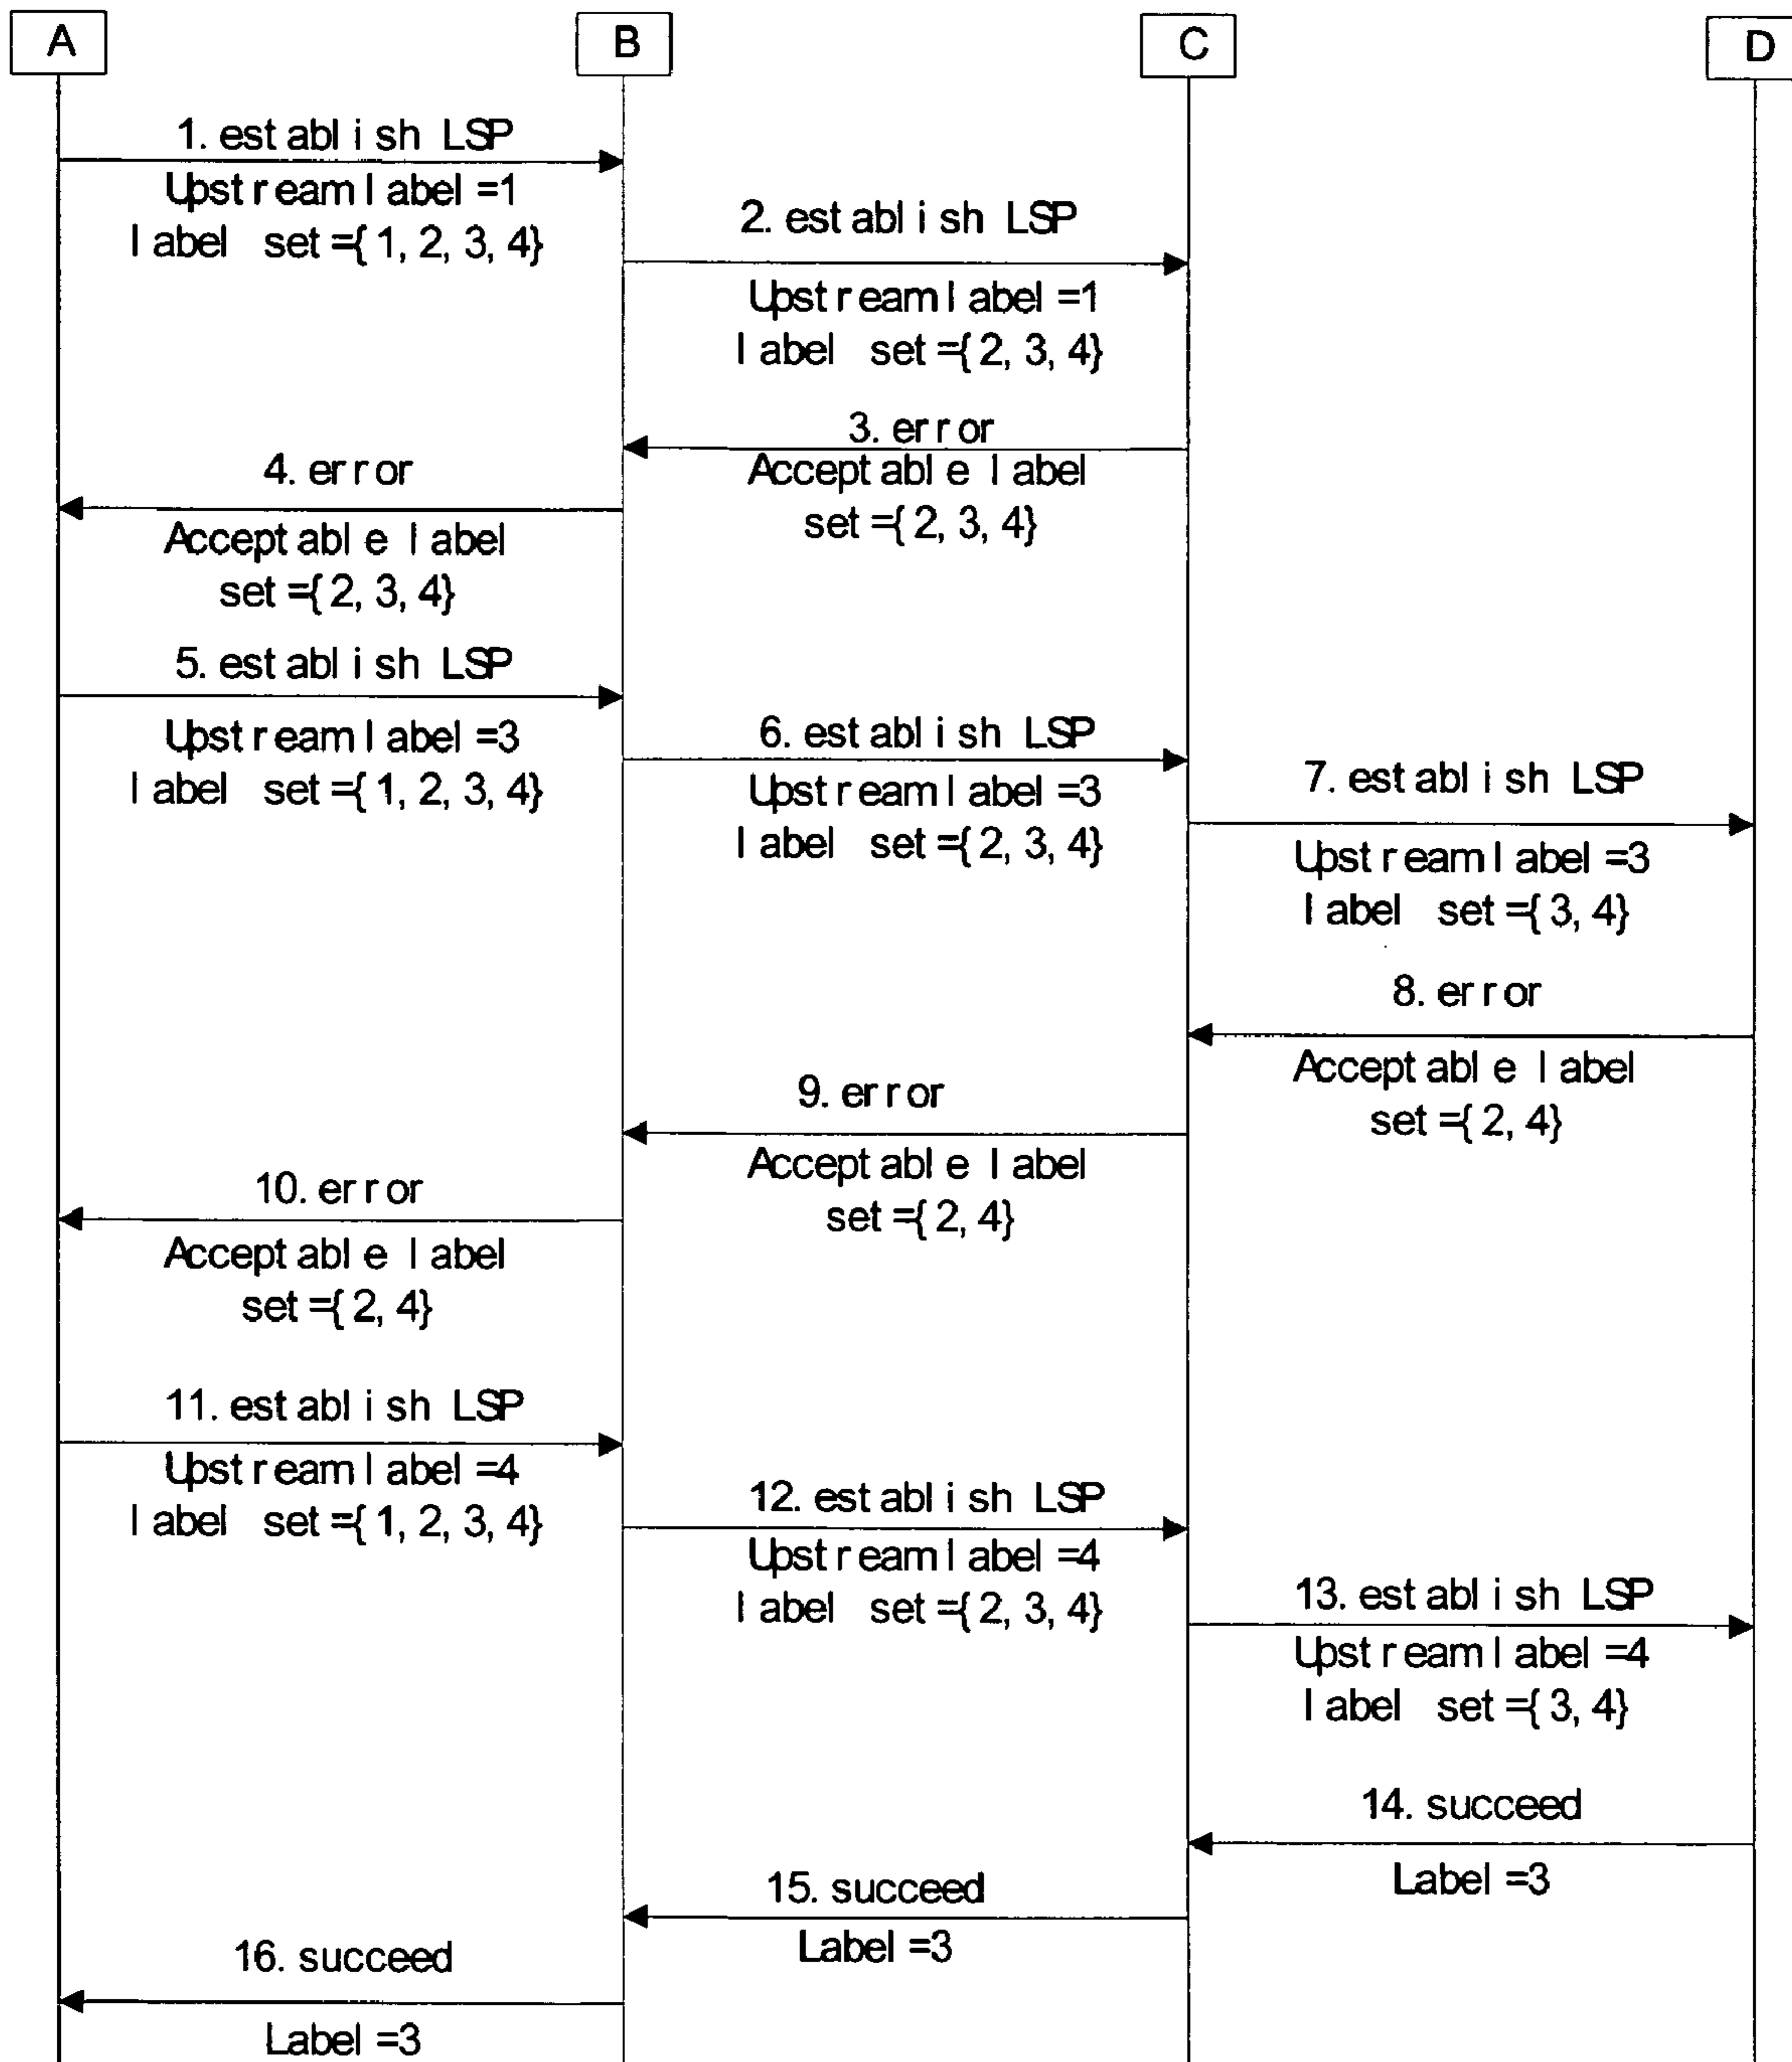 A
B
C
D
1. establish LSP
Upstream label =1
label set ={1, 2, 3, 4}
2. establish LSP
Upstream label =1
label set ={2, 3, 4}
3. error
Acceptable label
set ={2, 3, 4}
4. error
Acceptable label
set ={2, 3, 4}
5. establish LSP
Upstream label =3
label set ={1, 2, 3, 4}
6. establish LSP
Upstream label =3
label set ={2, 3, 4}
7. establish LSP
Upstream label =3
label set ={3, 4}
8. error
Acceptable label
set ={2, 4}
9. error
Acceptable label
set ={2, 4}
10. error
Acceptable label
set ={2, 4}
11. establish LSP
Upstream label =4
label set ={1, 2, 3, 4}
12. establish LSP
Upstream label =4
label set ={2, 3, 4}
13. establish LSP
Upstream label =4
label set ={3, 4}
14. succeed
Label =3
15. succeed
Label =3
16. succeed
Label =3